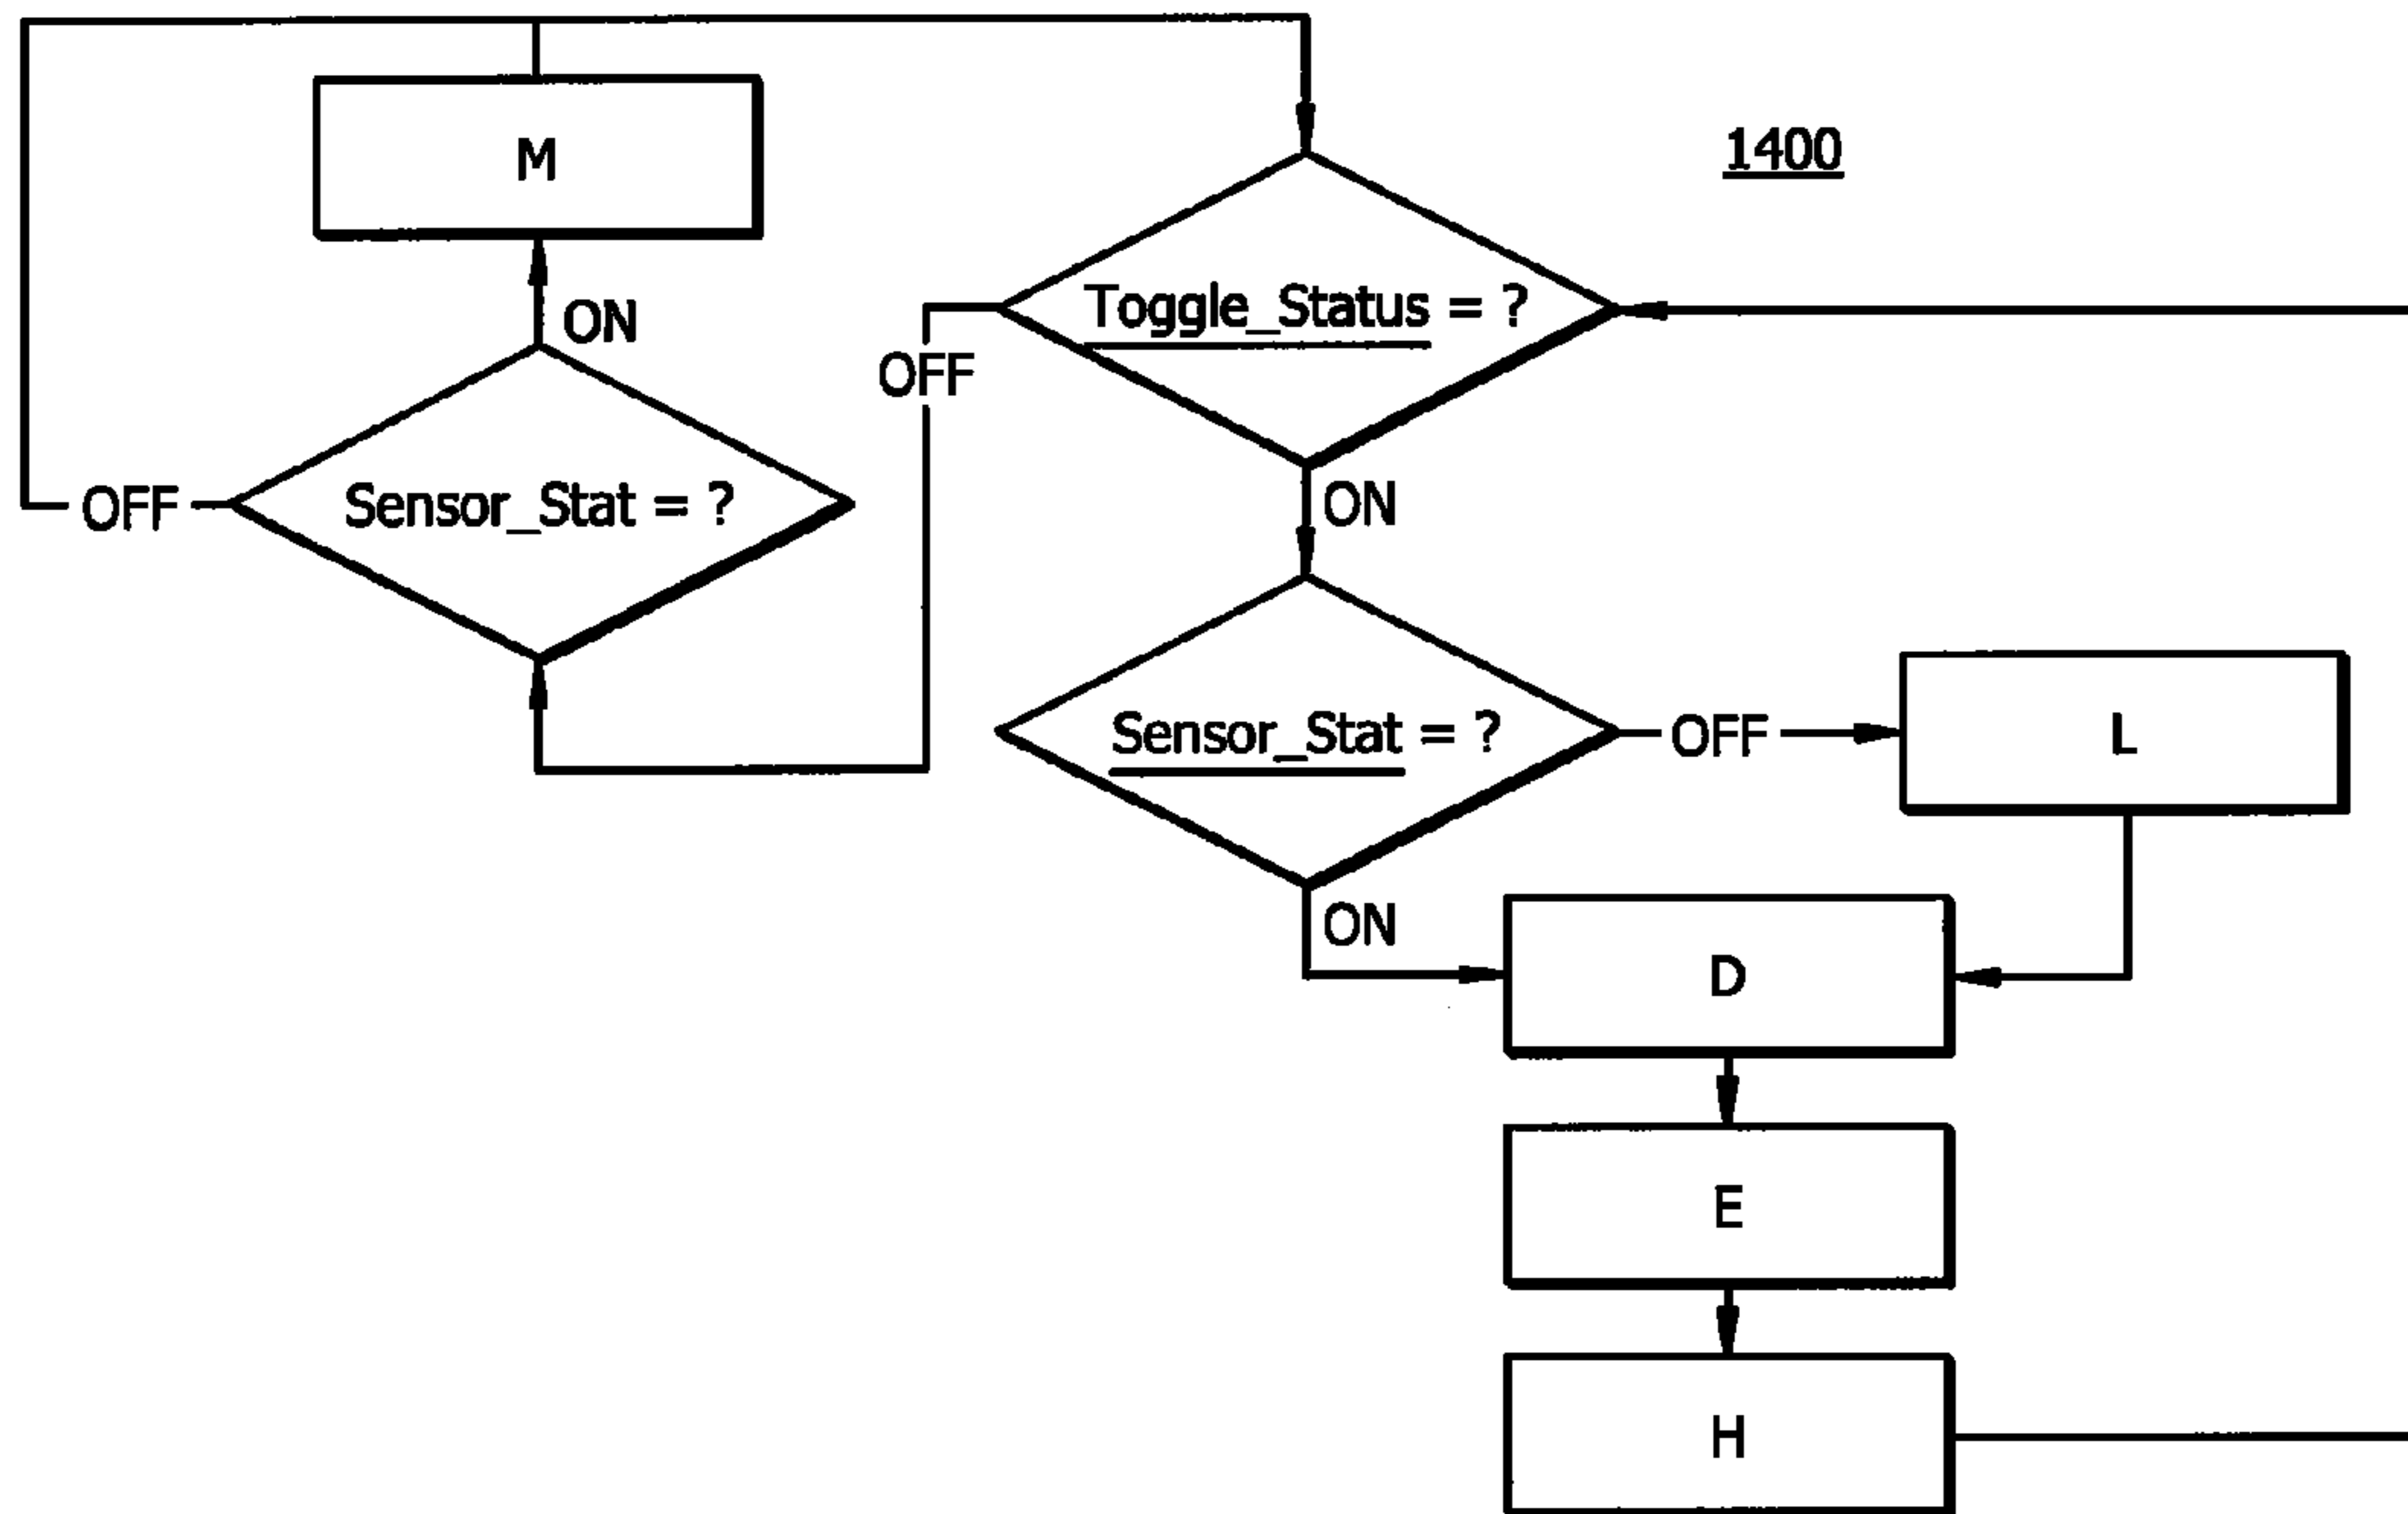 M
1400
ON
Toggle_Status = ?
OFF
OFF
Sensor_Stat = ?
ON
Sensor_Stat = ?
OFF
L
ON
D
E
H